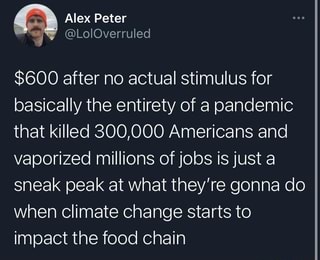 Alex Peter
@LolOverruled
$600 after no actual stimulus for
basically the entirety of a pandemic
that killed 300,000 Americans and
vaporized millions of jobs is just a
sneak peak at what they’re gonna do
when climate change starts to
impact the food chain